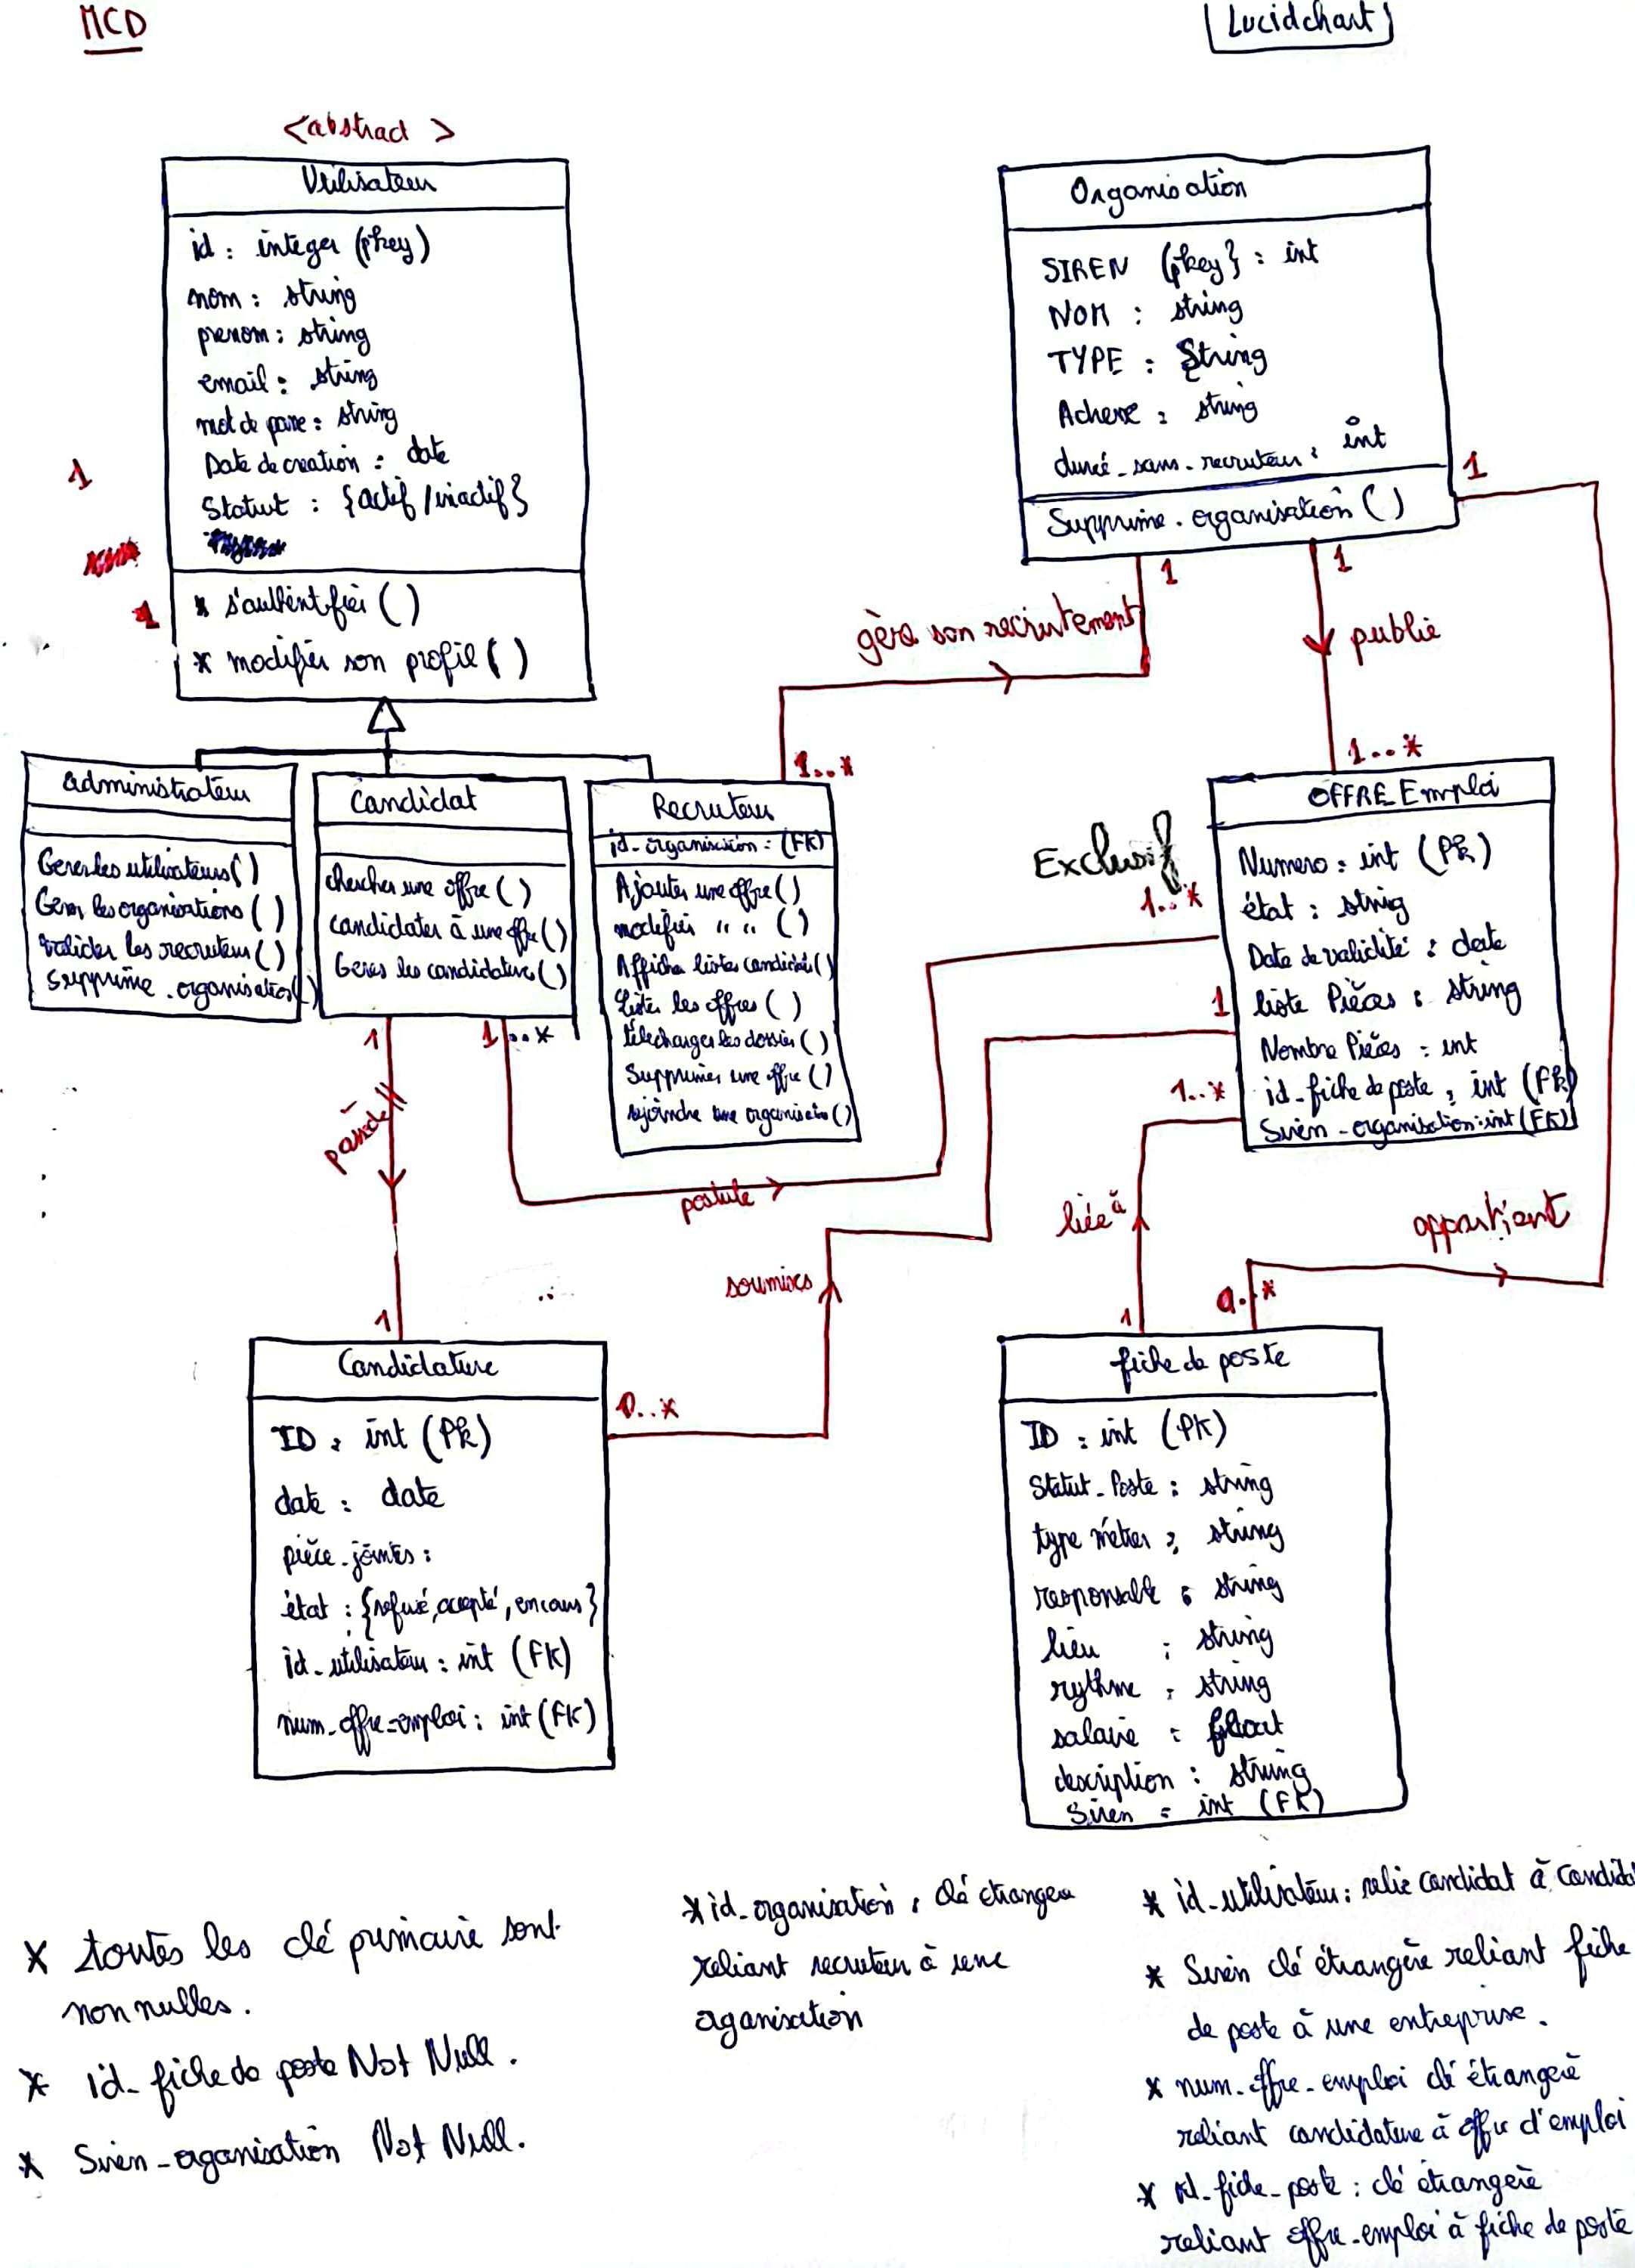 MCD
Lucidchart
<abstract >
Utilisateur
id : integer (pkey)
nom : string
prenom : string
email : string
mot de passe : string
Date de creation : date
Statut : {actif / inactif}
* s'authentifier ( )
* modifier son profil ( )
1
1
Organisation
SIREN {pkey} : int
NOM : string
TYPE : String
: string
durée_sans_recruteur : int
Supprime_organisation ( )
1
1
1
gère son recrutement
publie
1..*
1..*
administrateur
Gerer les utilisateurs ( )
Gerer les organisations ( )
valider les recruteurs ( )
supprime_organisation ( )
Candidat
chercher une offre ( )
candidater à une offre ( )
Gerer les candidatures ( )
Recruteur
id_organisation : (FK)
Ajouter une offre ( )
modifier " " ( )
Afficher listes candidats ( )
Lister les offres ( )
télécharger les dossiers ( )
Supprimer une offre ( )
rejoindre une organisation ( )
Exclusif
1..*
1
1..*
OFFRE Emploi
Numero : int (PK)
état : string
Date de validité : date
liste Pièces : string
Nombre Pièces : int
id_fiche de poste : int (FK)
Siren_organisation : int (FK)
1
1..*
possède
postule
liée à
appartient
soumises
1
1
0..*
Candidature
ID : int (PK)
date : date
pièce_jointes :
état : {refusé, accepté, en cours}
id_utilisateur : int (FK)
num_offre_emploi : int (FK)
0..*
fiche de poste
ID : int (PK)
Statut_Poste : string
type métier : string
responsable : string
lieu : string
rythme : string
salaire : float
description : string
Siren : int (FK)
* toutes les clé primaire sont
non nulles.
* id_fiche de poste Not Null.
* Siren_organisation Not Null.
* id_organisation : clé étrangère
reliant recruteur à une
organisation
* id_utilisateur : relie candidat à candida
* Siren clé étrangère reliant fiche
de poste à une entreprise.
* num_offre_emploi clé étrangère
reliant candidature à offre d'emploi
* id_fiche_poste : clé étrangère
reliant offre_emploi à fiche de poste